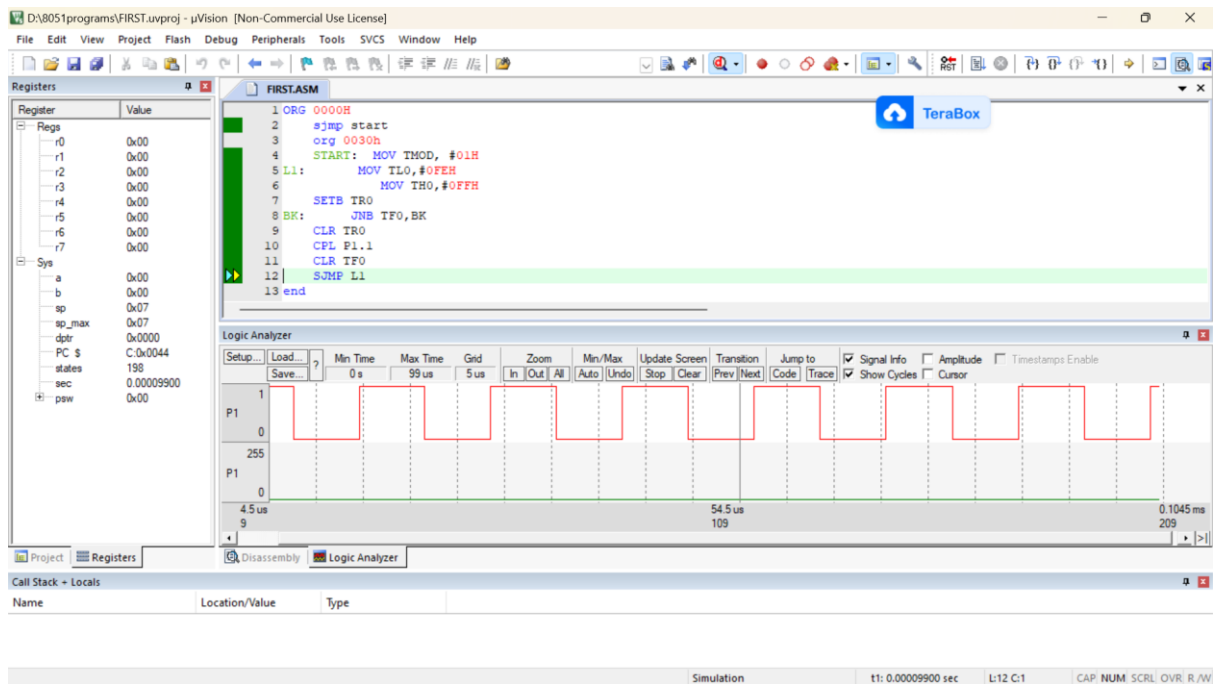 D:\8051programs\FIRST.uvproj - µVision [Non-Commercial Use License]
File Edit View Project Flash Debug Peripherals Tools SVCS Window Help
Registers
FIRST.ASM
TeraBox
Register Value
Regs
r0 0x00
r1 0x00
r2 0x00
r3 0x00
r4 0x00
r5 0x00
r6 0x00
r7 0x00
Sys
a 0x00
b 0x00
sp 0x07
sp_max 0x07
dptr 0x0000
PC $ C:0x0044
states 198
sec 0.00009900
psw 0x00
1 ORG 0000H
2 sjmp start
3 org 0030h
4 START: MOV TMOD, #01H
5 L1: MOV TL0,#0FEH
6 MOV TH0,#0FFH
7 SETB TR0
8 BK: JNB TF0,BK
9 CLR TR0
10 CPL P1.1
11 CLR TF0
12 SJMP L1
13 end
Logic Analyzer
Setup... Load... ? Min Time Max Time Grid Zoom Min/Max Update Screen Transition Jump to Signal Info Amplitude Timestamps Enable
Save... 0 s 99 us 5 us In Out All Auto Undo Stop Clear Prev Next Code Trace Show Cycles Cursor
1
P1
0
255
P1
0
4.5 us 54.5 us 0.1045 ms
9 109 209
Project Registers Disassembly Logic Analyzer
Call Stack + Locals
Name Location/Value Type
Simulation t1: 0.00009900 sec L:12 C:1 CAP NUM SCRL OVR R/W